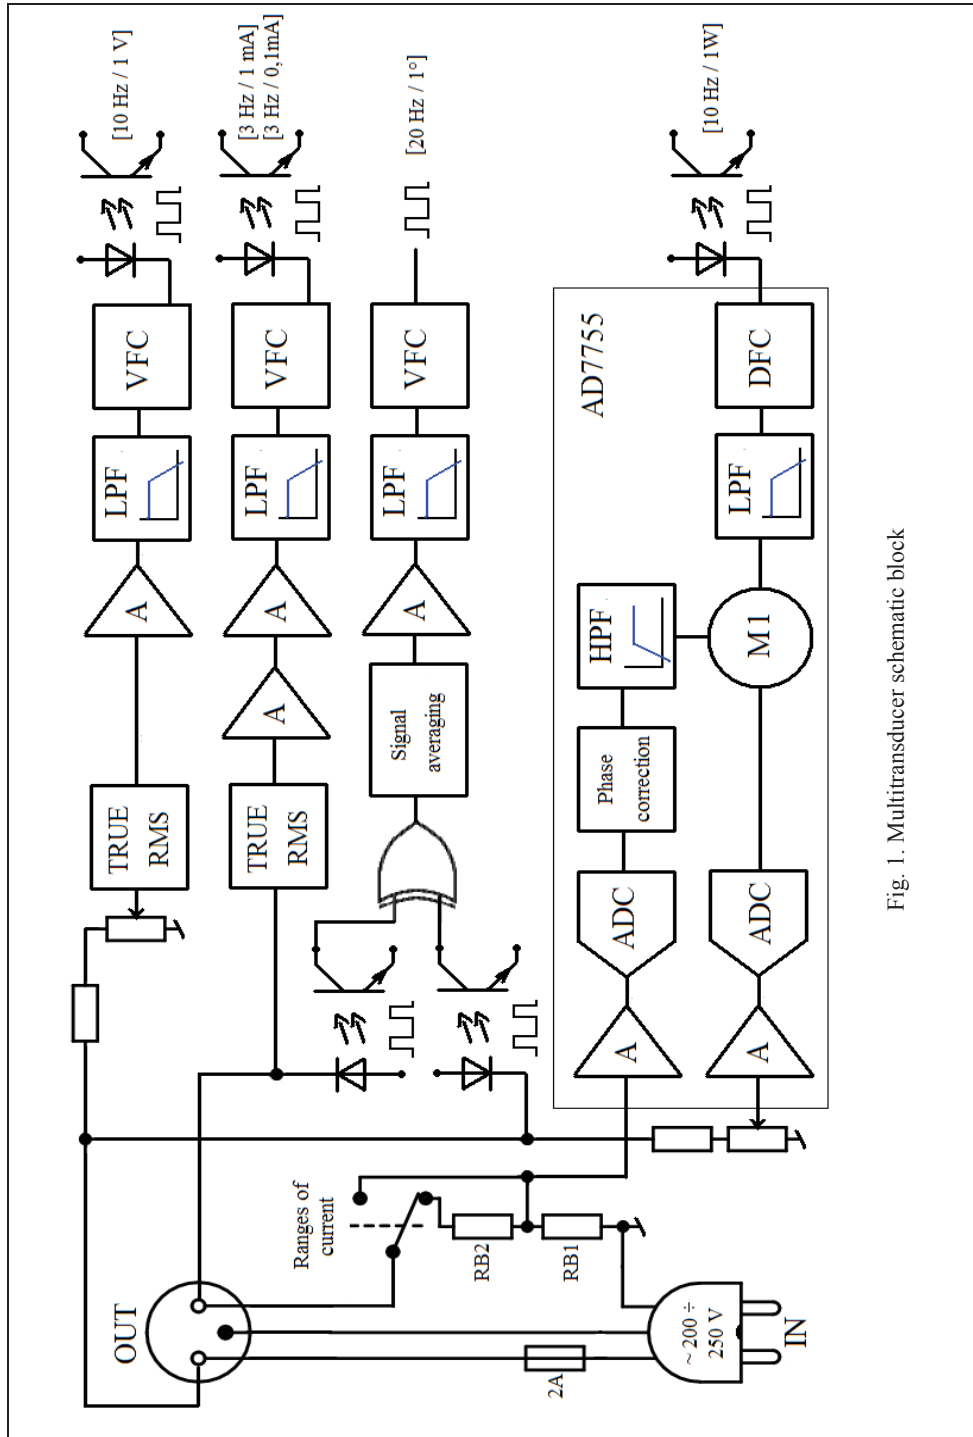 [10 Hz / 1 V]
[3 Hz / 1 mA]
[3 Hz / 0,1mA]
[20 Hz / 1°]
[10 Hz / 1W]
VFC
VFC
VFC
DFC
AD7755
LPF
LPF
LPF
LPF
A
A
A
HPF
M1
A
Signal
averaging
Phase
correction
TRUE
RMS
TRUE
RMS
ADC
ADC
A
A
Ranges of
current
RB2
RB1
OUT
2A
~ 200 ÷
250 V
IN
Fig. 1. Multitransducer schematic block